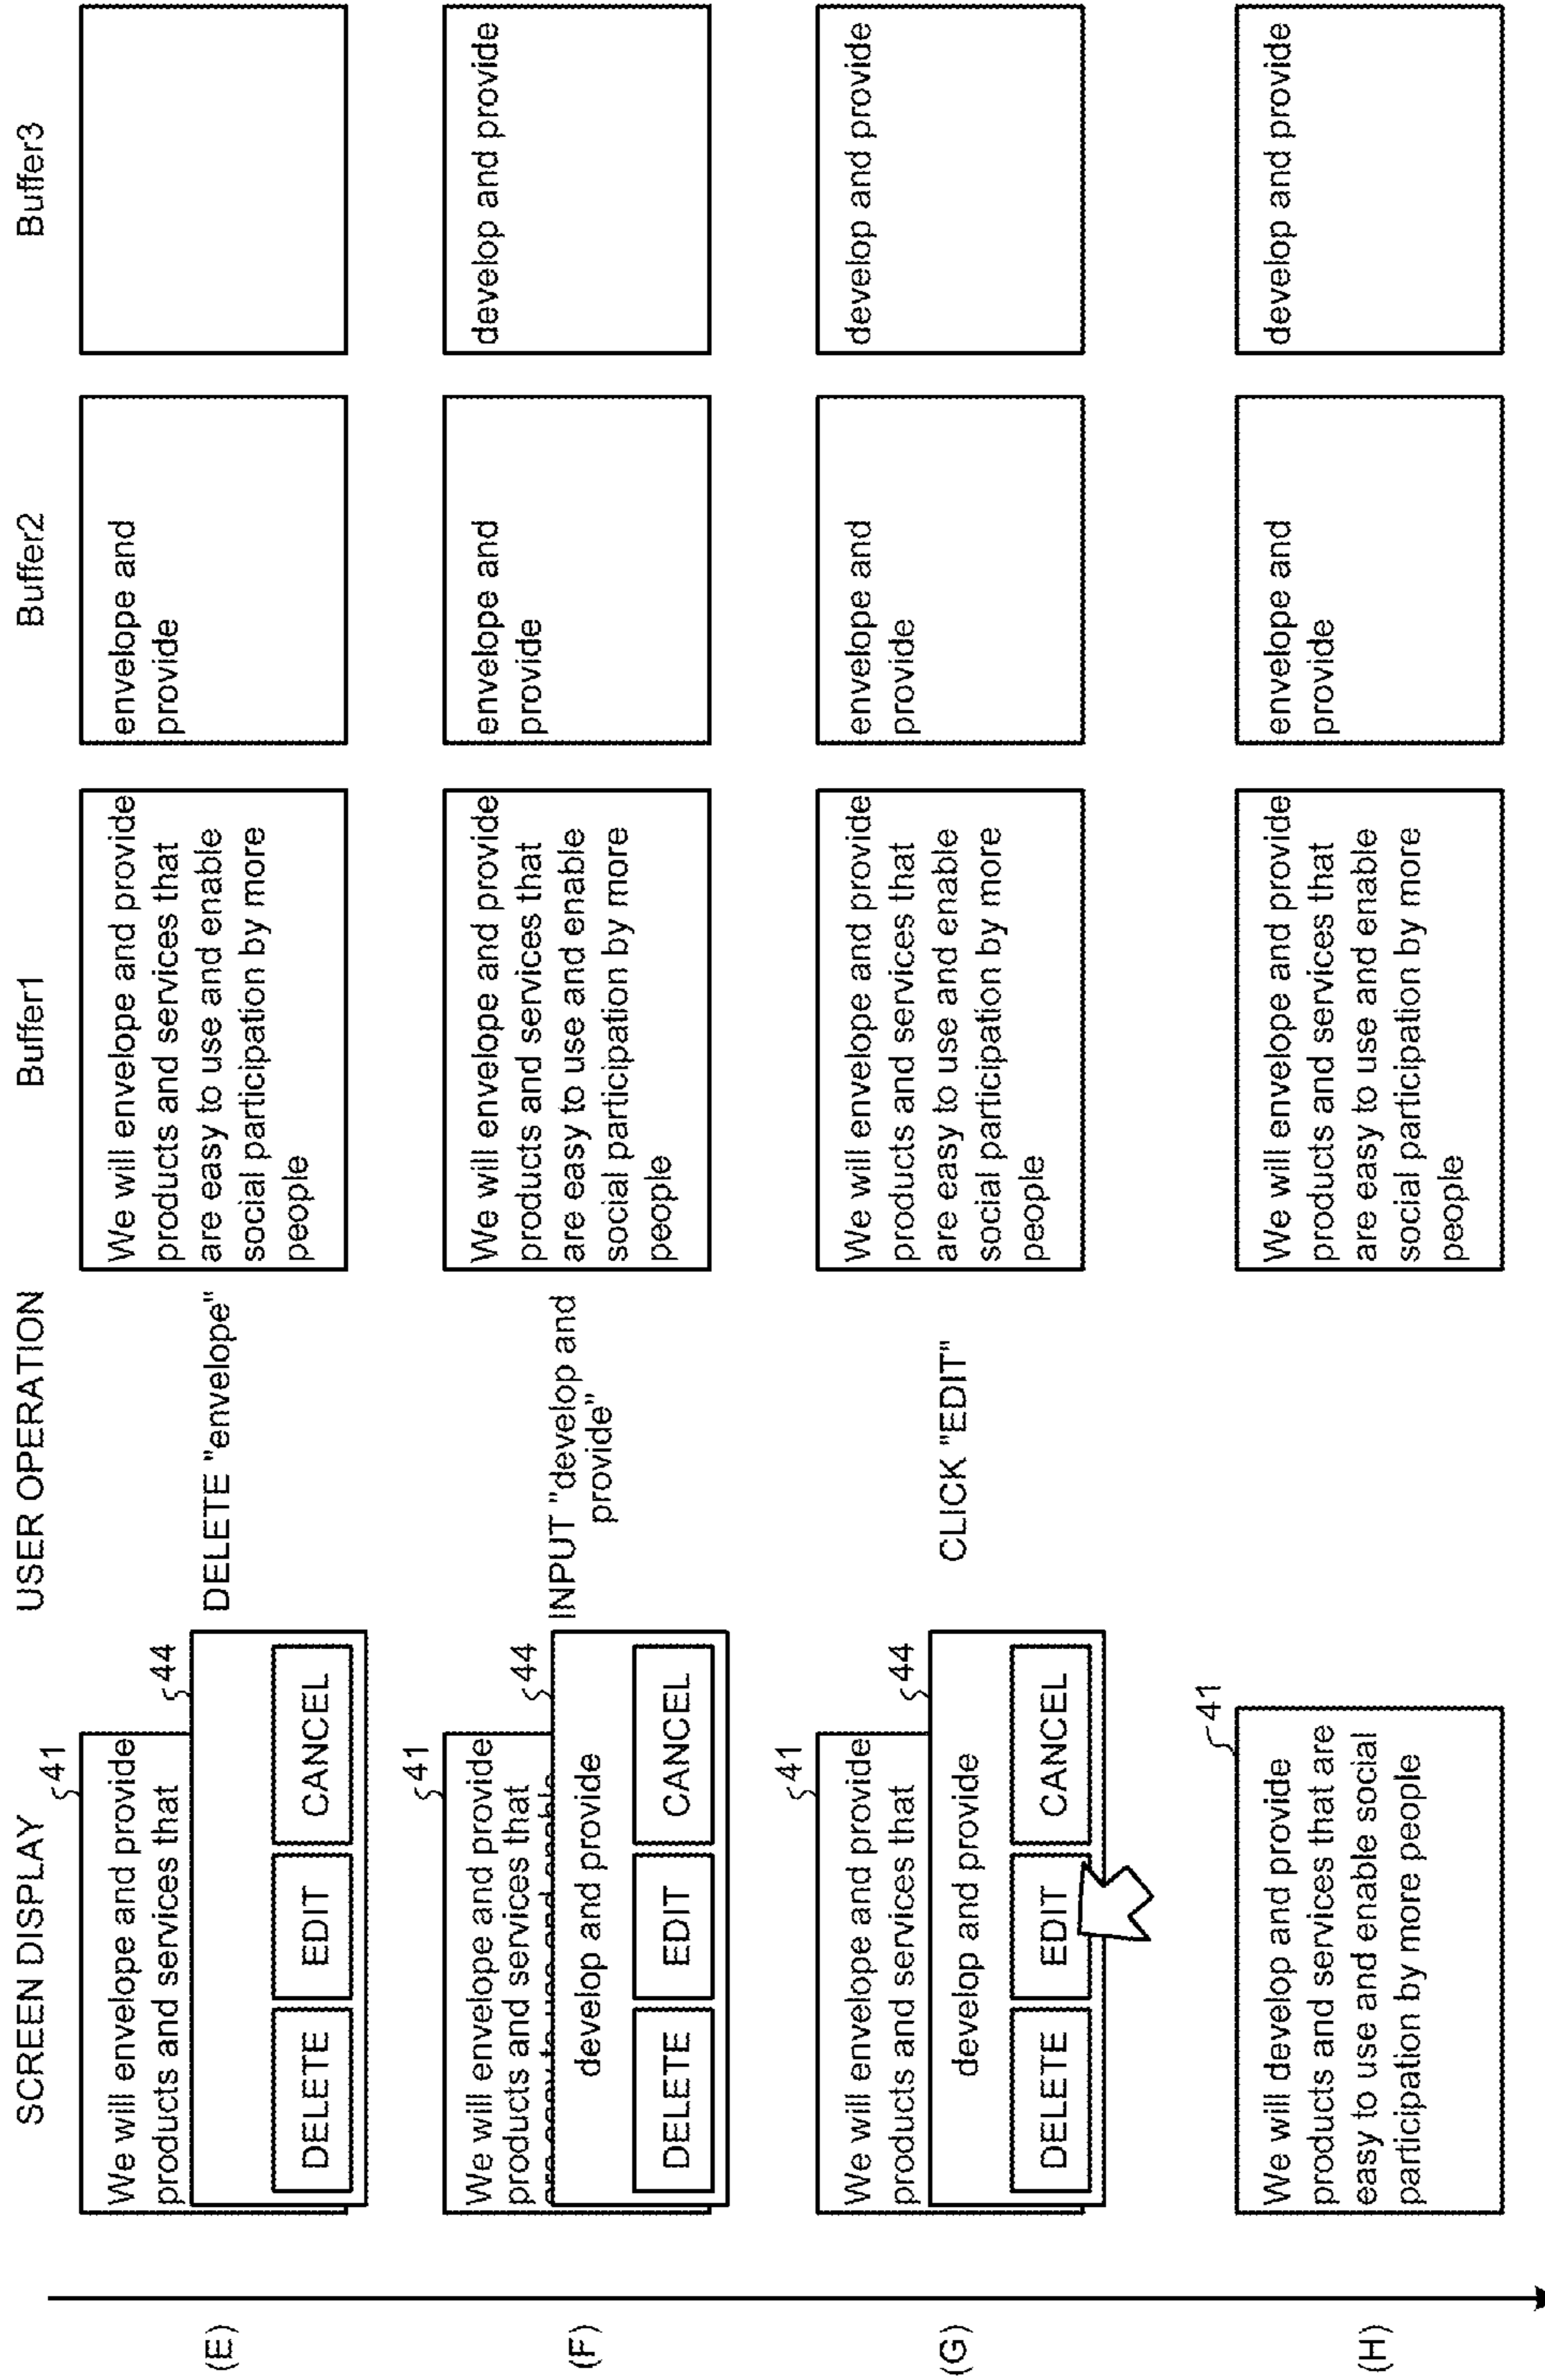 SCREEN DISPLAY
USER OPERATION
Buffer1
Buffer2
Buffer3
(E)
41
We will envelope and provide
products and services that
44
DELETE
EDIT
CANCEL
DELETE "envelope"
We will envelope and provide
products and services that
are easy to use and enable
social participation by more
people
envelope and
provide
(F)
41
We will envelope and provide
products and services that
are easy to use and enable
44
develop and provide
DELETE
EDIT
CANCEL
INPUT "develop and
provide"
We will envelope and provide
products and services that
are easy to use and enable
social participation by more
people
envelope and
provide
develop and provide
(G)
41
We will envelope and provide
products and services that
44
develop and provide
DELETE
EDIT
CANCEL
CLICK "EDIT"
We will envelope and provide
products and services that
are easy to use and enable
social participation by more
people
envelope and
provide
develop and provide
(H)
41
We will develop and provide
products and services that are
easy to use and enable social
participation by more people
We will envelope and provide
products and services that
are easy to use and enable
social participation by more
people
envelope and
provide
develop and provide